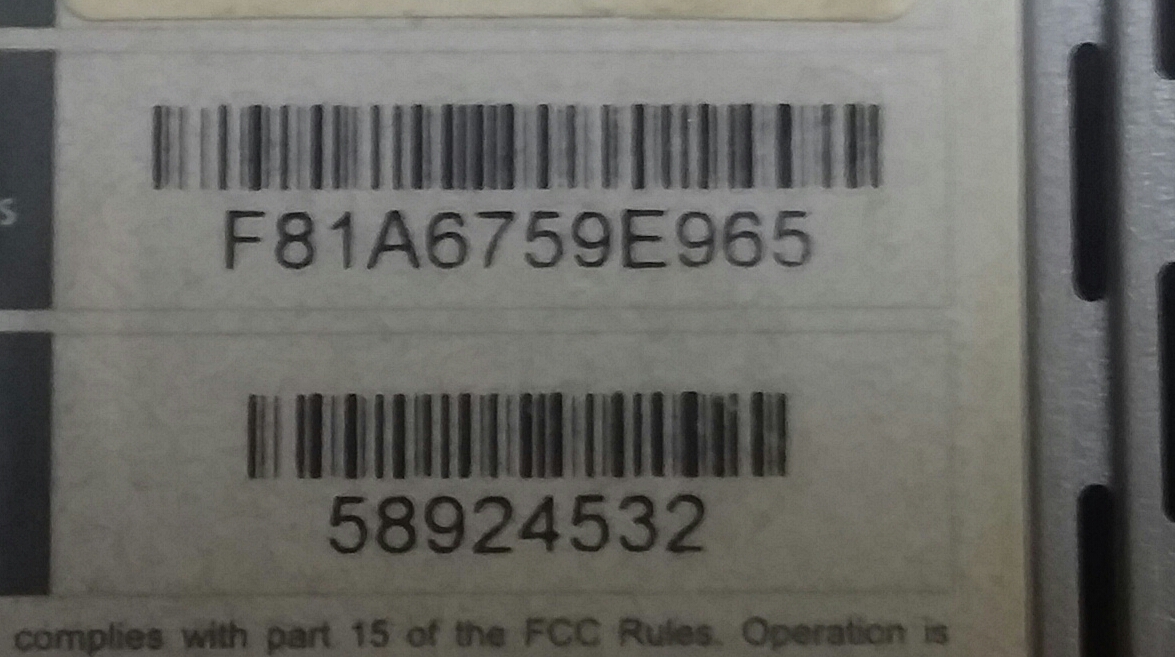 s
F81A6759E965
58924532
complies with part 15 of the FCC Rules. Operation is